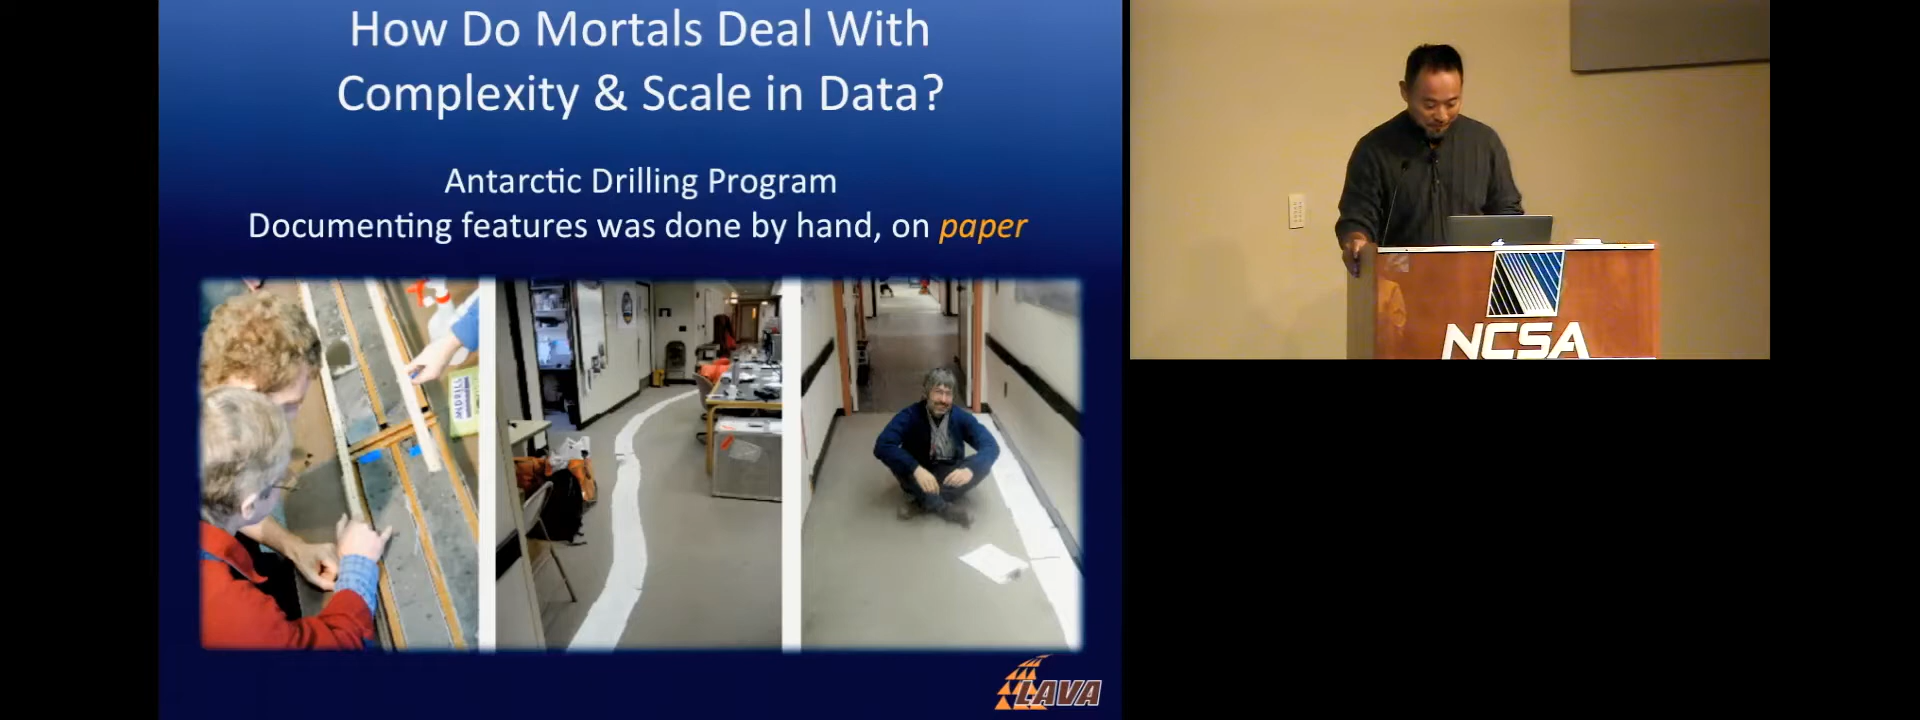 How Do Mortals Deal With
Complexity & Scale in Data?
Antarctic Drilling Program
Documenting features was done by hand, on paper
LAVA
NCSA